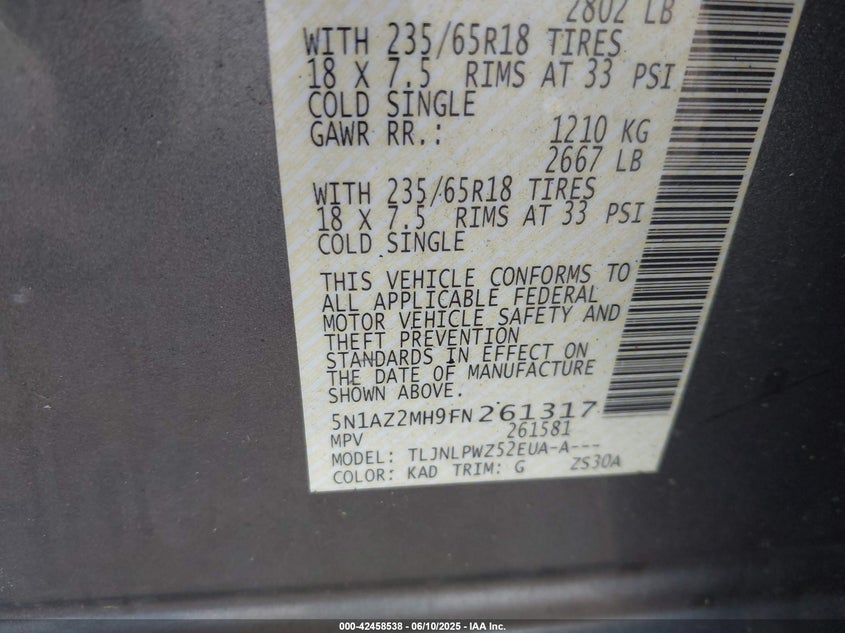 2802 LB
WITH 235/65R18 TIRES
18 X 7.5 RIMS AT 33 PSI
COLD SINGLE
GAWR RR.: 1210 KG
2667 LB
WITH 235/65R18 TIRES
18 X 7.5 RIMS AT 33 PSI
COLD SINGLE
THIS VEHICLE CONFORMS TO
ALL APPLICABLE FEDERAL
MOTOR VEHICLE SAFETY AND
THEFT PREVENTION
STANDARDS IN EFFECT ON
THE DATE OF MANUFACTURE
SHOWN ABOVE.
5N1AZ2MH9FN261317
MPV 261581
MODEL: TLJNLPWZ52EUA-A---
COLOR: KAD TRIM: G ZS30A
000-42458538 - 06/10/2025 - IAA Inc.